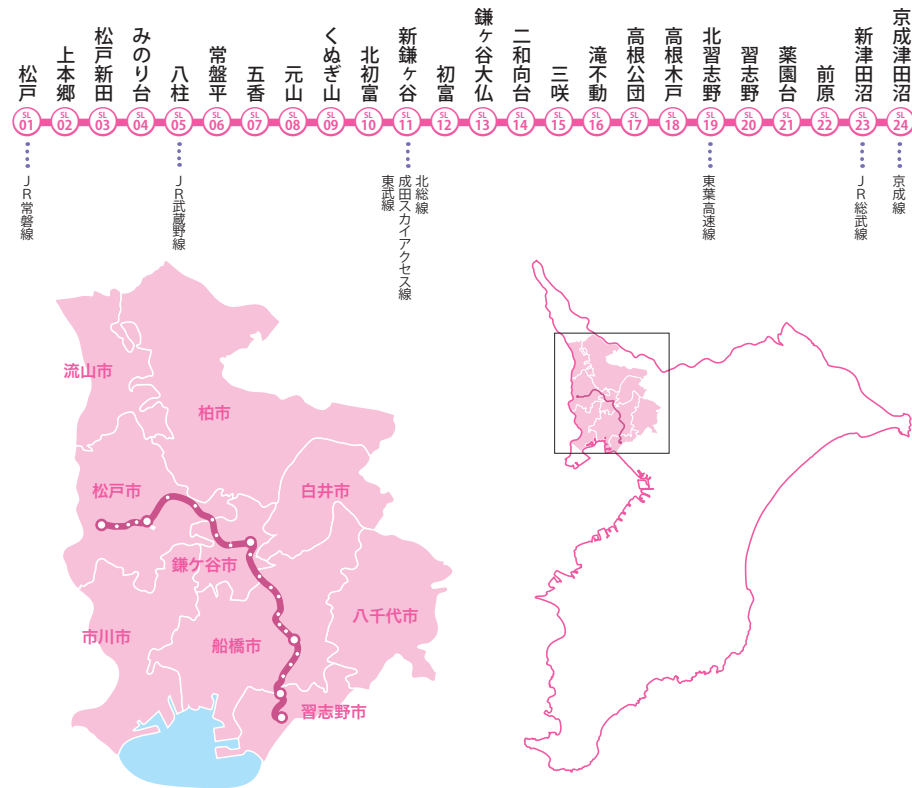 松戸
上本郷
松戸新田
みのり台
八柱
常盤平
五香
元山
くぬぎ山
北初富
新鎌ヶ谷
初富
鎌ヶ谷大仏
二和向台
三咲
滝不動
高根公団
高根木戸
北習志野
習志野
薬園台
前原
新津田沼
京成津田沼
SL 01
SL 02
SL 03
SL 04
SL 05
SL 06
SL 07
SL 08
SL 09
SL 10
SL 11
SL 12
SL 13
SL 14
SL 15
SL 16
SL 17
SL 18
SL 19
SL 20
SL 21
SL 22
SL 23
SL 24
JR常磐線
JR武蔵野線
北総線
成田スカイアクセス線
東武線
東葉高速線
JR総武線
京成線
流山市
柏市
松戸市
白井市
鎌ケ谷市
八千代市
市川市
船橋市
習志野市